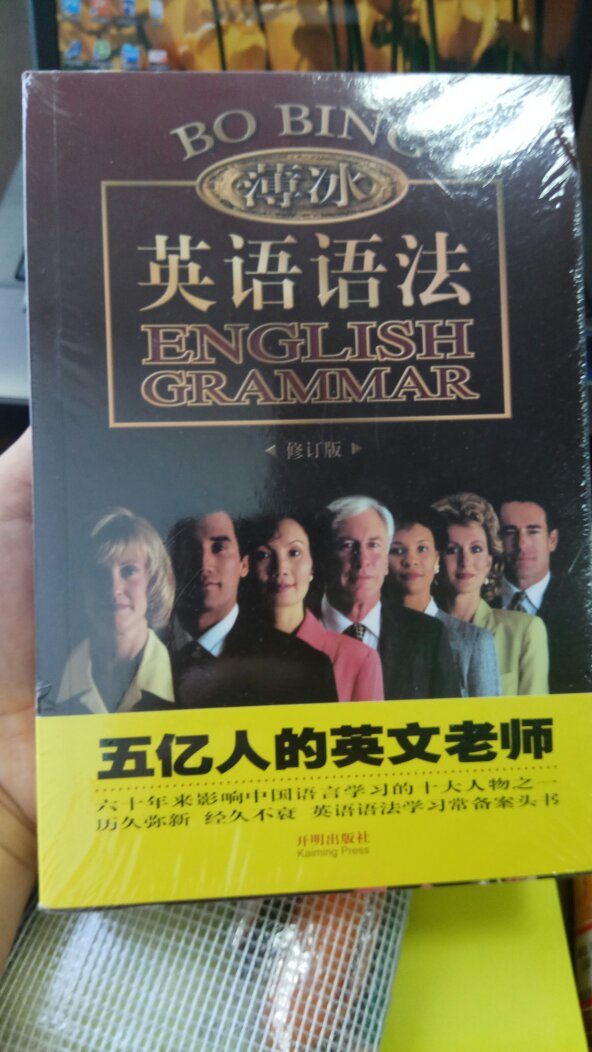 BO BING
薄冰
英语语法
ENGLISH
GRAMMAR
修订版
五亿人的英文老师
六十年来影响中国语言学习的十大人物之一
历久弥新 经久不衰 英语语法学习常备案头书
开明出版社
Kaiming Press